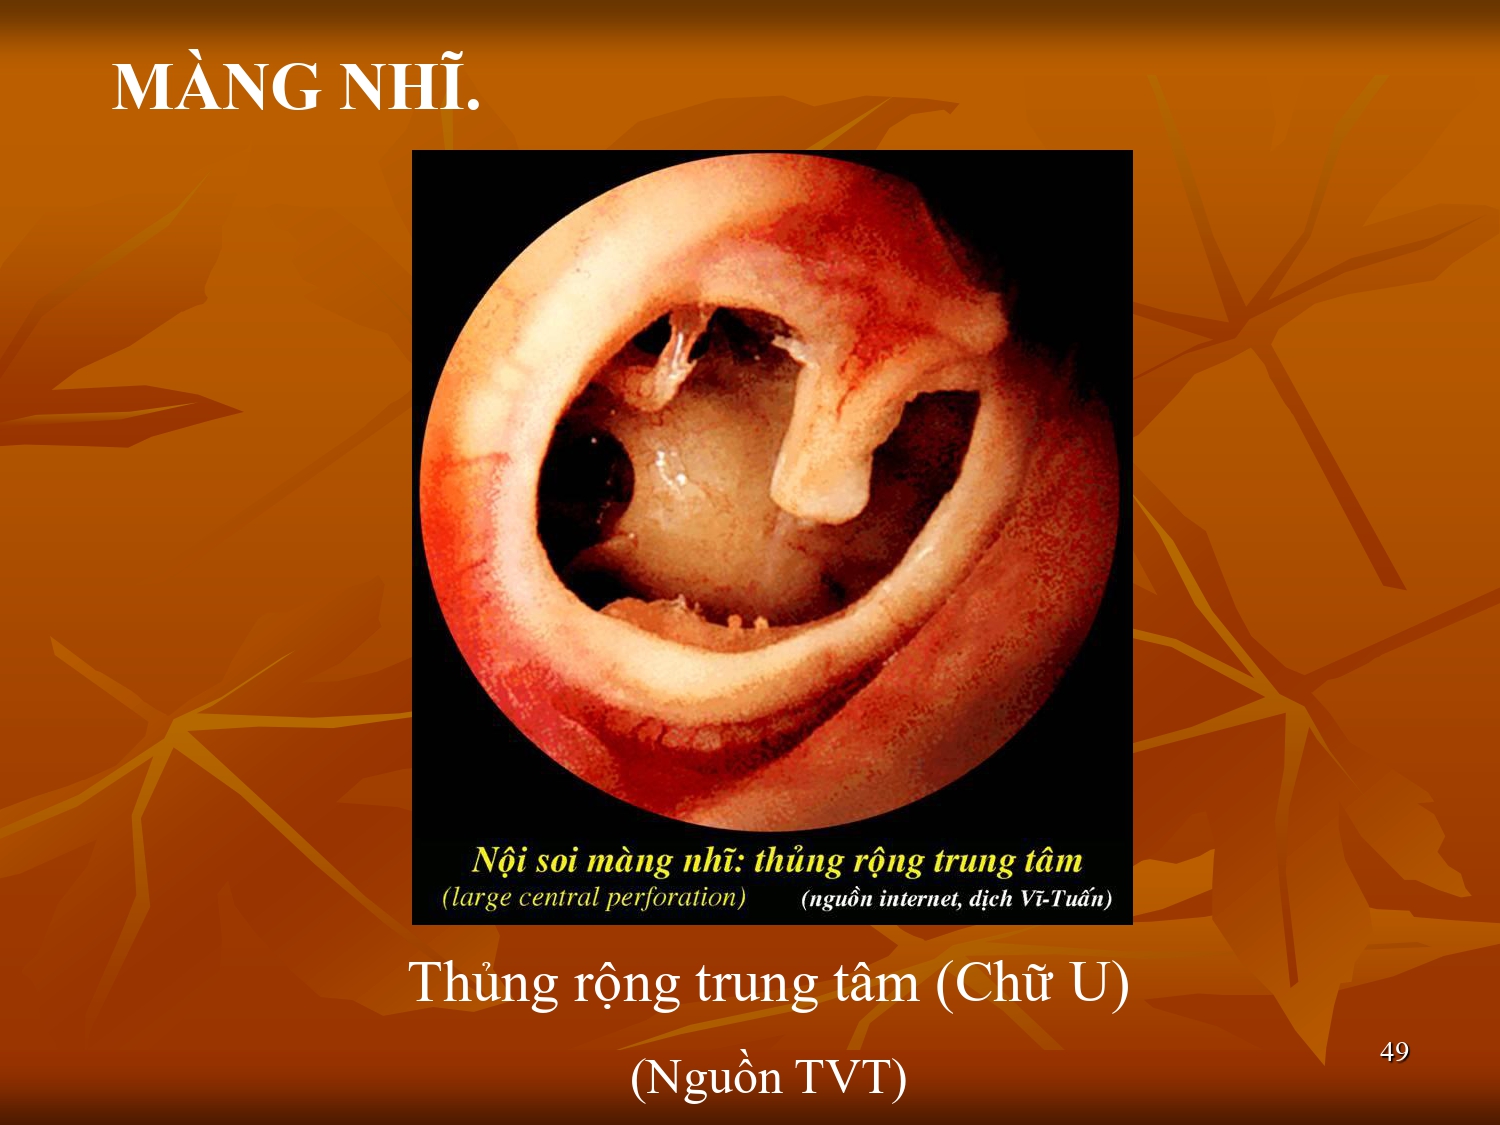 MÀNG NHĨ.
Nội soi màng nhĩ: thủng rộng trung tâm
(large central perforation) (nguồn internet, dịch Vĩ-Tuấn)
Thủng rộng trung tâm (Chữ U)
(Nguồn TVT)
49